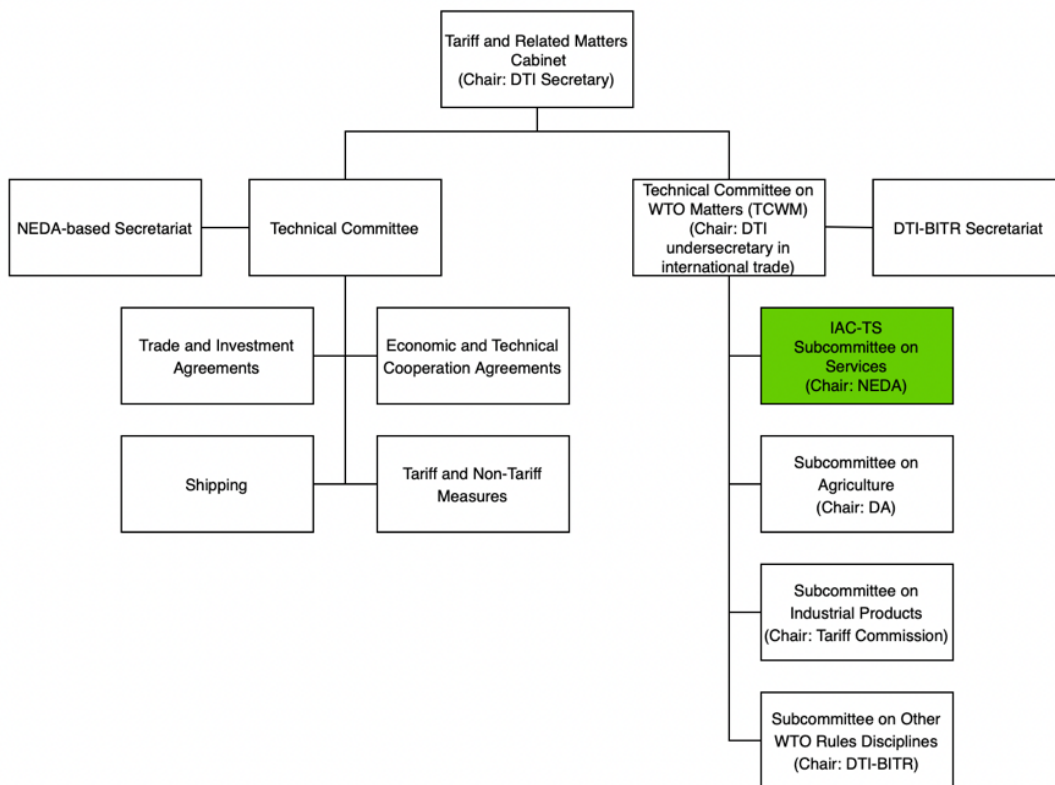 Tariff and Related Matters
Cabinet
(Chair: DTI Secretary)
NEDA-based Secretariat
Technical Committee
Technical Committee on
WTO Matters (TCWM)
(Chair: DTI
undersecretary in
international trade)
DTI-BITR Secretariat
Trade and Investment
Agreements
Economic and Technical
Cooperation Agreements
IAC-TS
Subcommittee on
Services
(Chair: NEDA)
Shipping
Tariff and Non-Tariff
Measures
Subcommittee on
Agriculture
(Chair: DA)
Subcommittee on
Industrial Products
(Chair: Tariff Commission)
Subcommittee on Other
WTO Rules Disciplines
(Chair: DTI-BITR)